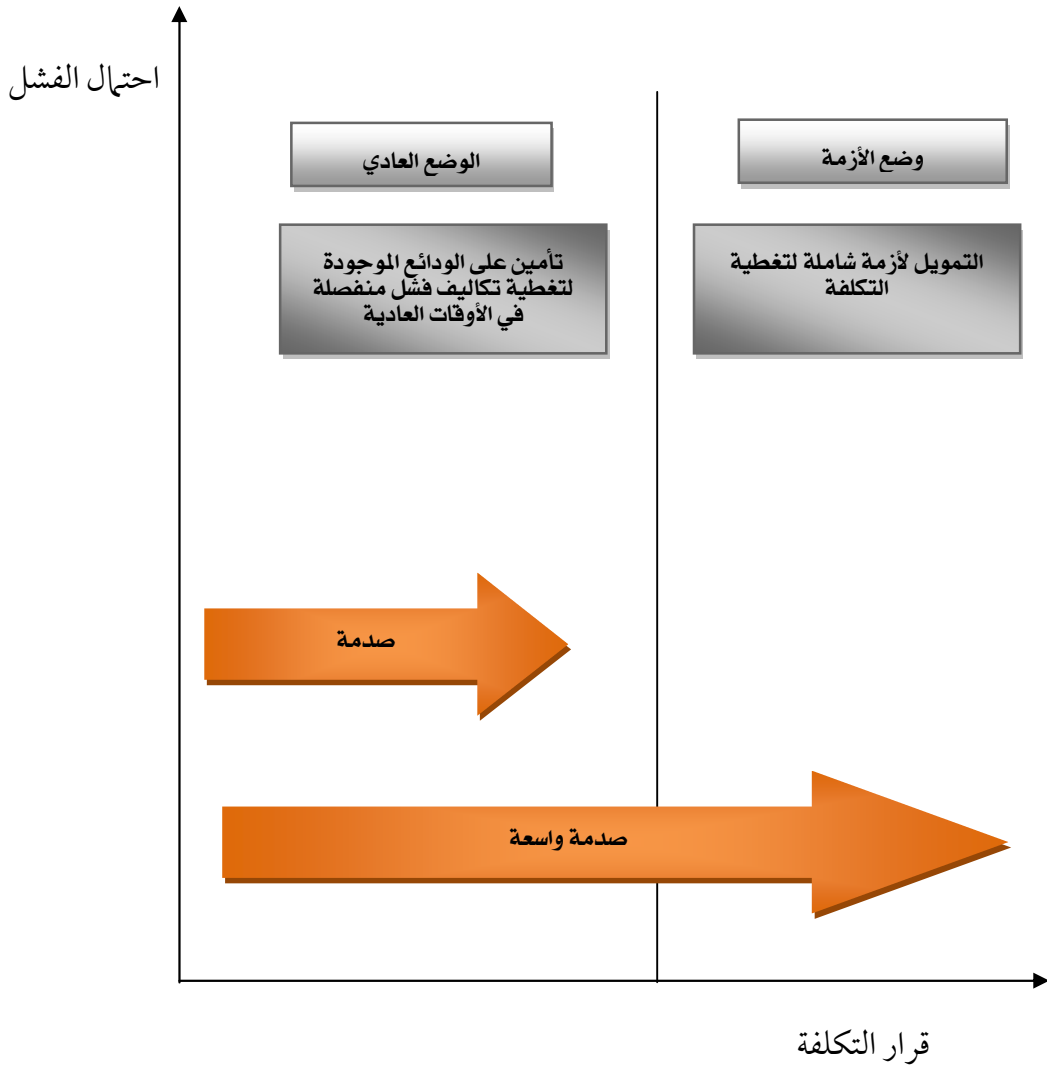 احتمال الفشل
وضع الأزمة
الوضع العادي
التمويل لأزمة شاملة لتغطية
التكلفة
تأمين على الودائع الموجودة
لتغطية تكاليف فشل منفصلة
في الأوقات العادية
صدمة
صدمة واسعة
قرار التكلفة